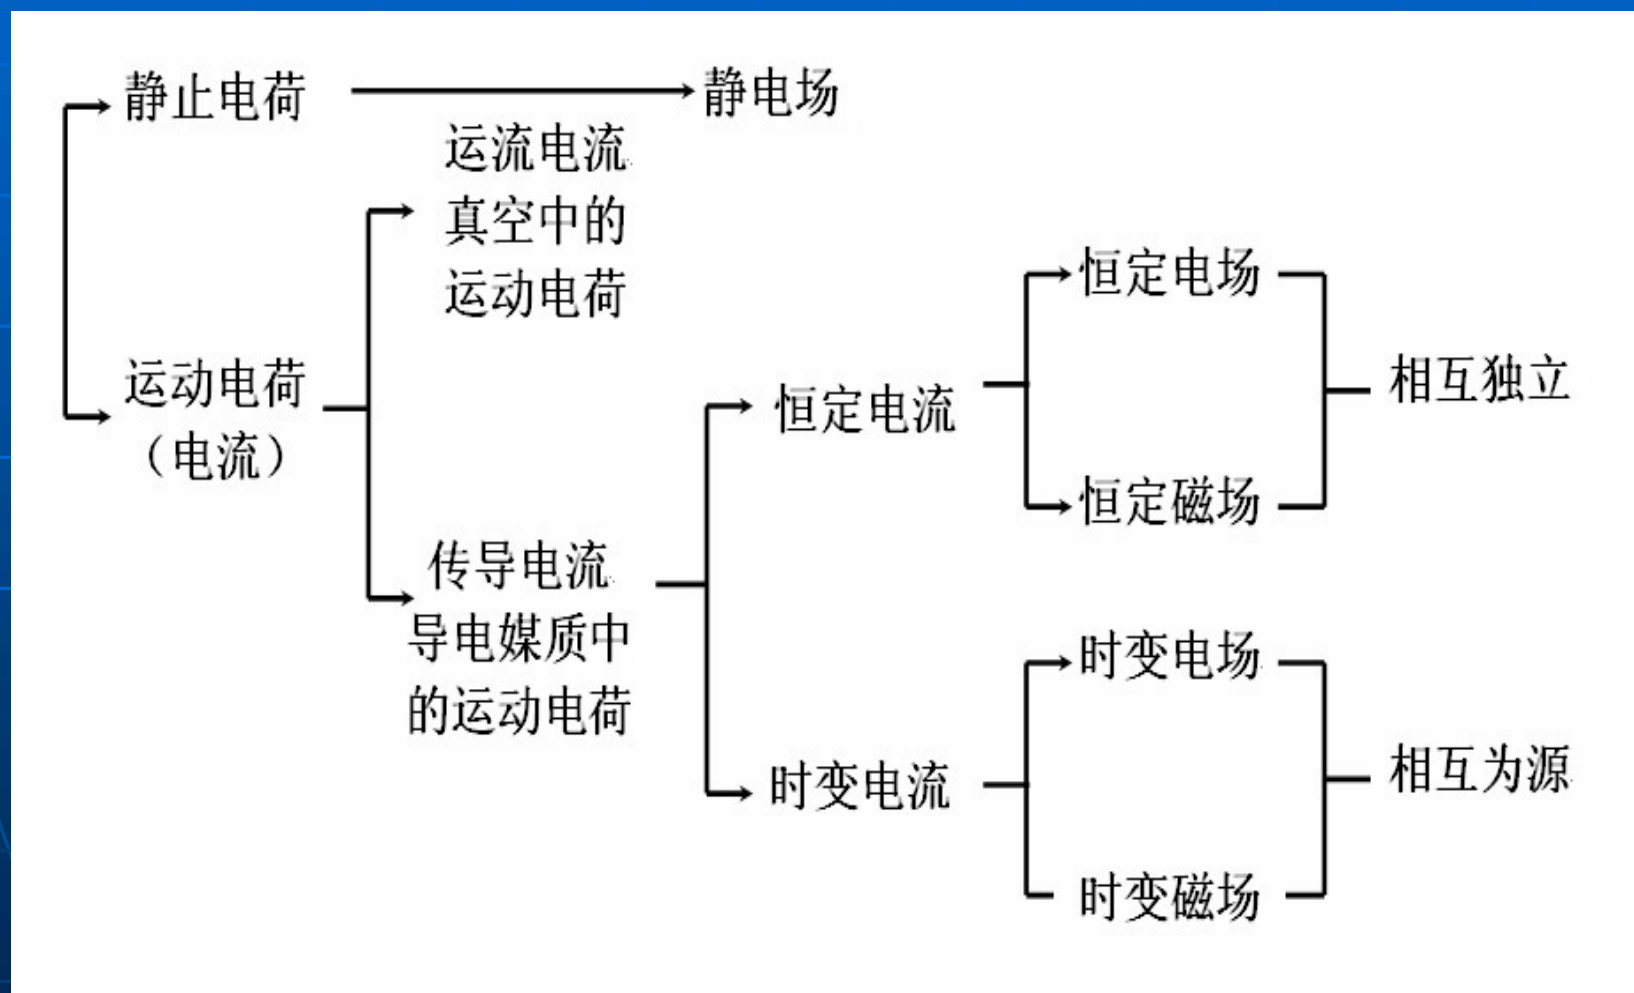 静止电荷
静电场
运流电流
真空中的
运动电荷
运动电荷
（电流）
传导电流
导电媒质中
的运动电荷
恒定电流
时变电流
恒定电场
恒定磁场
相互独立
时变电场
时变磁场
相互为源